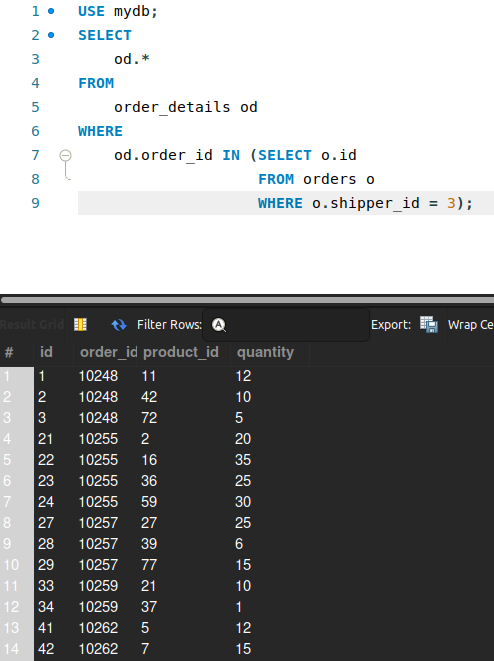 1 USE mydb;
2 SELECT
3 od.*
4 FROM
5 order_details od
6 WHERE
7 od.order_id IN (SELECT o.id
8 FROM orders o
9 WHERE o.shipper_id = 3);
Result Grid Filter Rows: Export: Wrap Ce
# id order_id product_id quantity
1 1 10248 11 12
2 2 10248 42 10
3 3 10248 72 5
4 21 10255 2 20
5 22 10255 16 35
6 23 10255 36 25
7 24 10255 59 30
8 27 10257 27 25
9 28 10257 39 6
10 29 10257 77 15
11 33 10259 21 10
12 34 10259 37 1
13 41 10262 5 12
14 42 10262 7 15